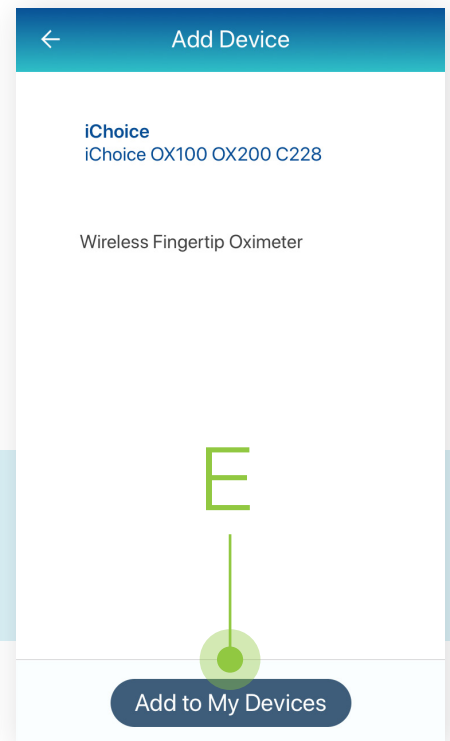 Add Device
iChoice
iChoice OX100 OX200 C228
Wireless Fingertip Oximeter
E
Add to My Devices